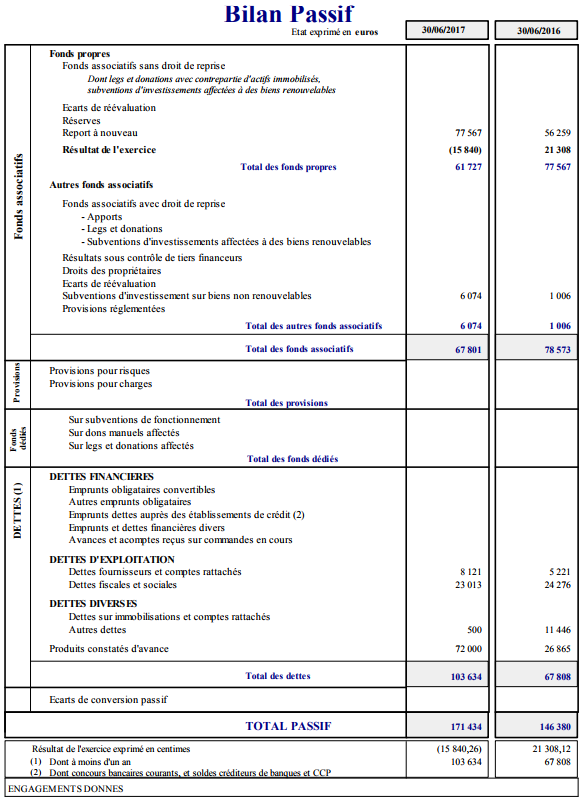 Bilan Passif
Etat exprimé en euros 30/06/2017 30/06/2016
Fonds associatifs
Fonds propres
Fonds associatifs sans droit de reprise
Dont legs et donations avec contrepartie d'actifs immobilisés,
subventions d'investissements affectées à des biens renouvelables
Ecarts de réévaluation
Réserves
Report à nouveau 77 567 56 259
Résultat de l'exercice (15 840) 21 308
Total des fonds propres 61 727 77 567
Autres fonds associatifs
Fonds associatifs avec droit de reprise
- Apports
- Legs et donations
- Subventions d'investissements affectées à des biens renouvelables
Résultats sous contrôle de tiers financeurs
Droits des propriétaires
Ecarts de réévaluation
Subventions d'investissement sur biens non renouvelables 6 074 1 006
Provisions réglementées
Total des autres fonds associatifs 6 074 1 006
Total des fonds associatifs 67 801 78 573
Provisions
Provisions pour risques
Provisions pour charges
Total des provisions
Fonds
dédiés
Sur subventions de fonctionnement
Sur dons manuels affectés
Sur legs et donations affectés
Total des fonds dédiés
DETTES (1)
DETTES FINANCIERES
Emprunts obligataires convertibles
Autres emprunts obligataires
Emprunts dettes auprès des établissements de crédit (2)
Emprunts et dettes financières divers
Avances et acomptes reçus sur commandes en cours
DETTES D'EXPLOITATION
Dettes fournisseurs et comptes rattachés 8 121 5 221
Dettes fiscales et sociales 23 013 24 276
DETTES DIVERSES
Dettes sur immobilisations et comptes rattachés
Autres dettes 500 11 446
Produits constatés d'avance 72 000 26 865
Total des dettes 103 634 67 808
Ecarts de conversion passif
TOTAL PASSIF 171 434 146 380
Résultat de l'exercice exprimé en centimes (15 840,26) 21 308,12
(1) Dont à moins d'un an 103 634 67 808
(2) Dont concours bancaires courants, et soldes créditeurs de banques et CCP
ENGAGEMENTS DONNES